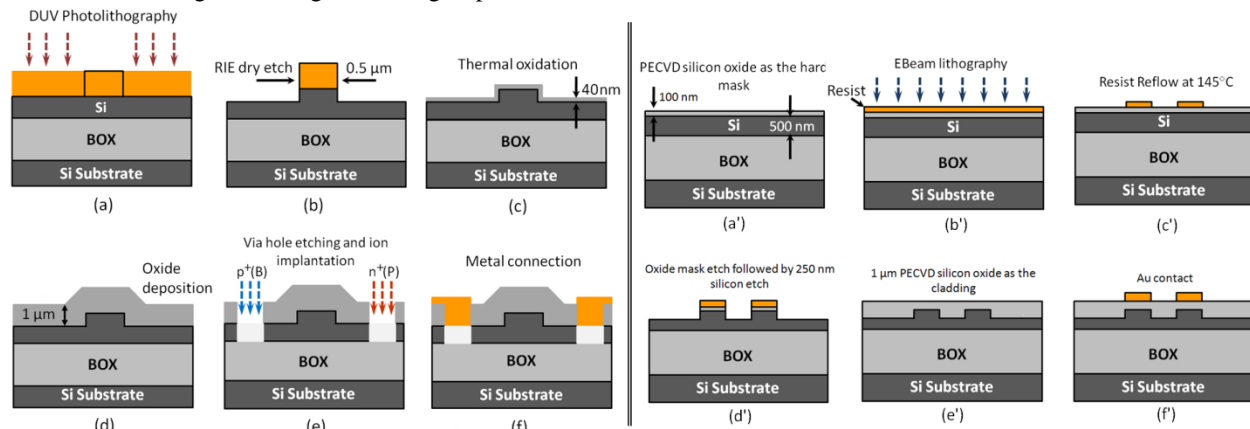 DUV Photolithography
Si
BOX
Si Substrate
(a)
RIE dry etch
0.5 μm
BOX
Si Substrate
(b)
Thermal oxidation
40nm
BOX
Si Substrate
(c)
Oxide
deposition
1 μm
BOX
Si Substrate
(d)
Via hole etching and ion
implantation
p⁺(B)
n⁺(P)
BOX
Si Substrate
(e)
Metal connection
BOX
Si Substrate
(f)
PECVD silicon oxide as the hard
mask
100 nm
Si
500 nm
BOX
Si Substrate
(a')
EBeam lithography
Resist
Si
BOX
Si Substrate
(b')
Resist Reflow at 145°C
Si
BOX
Si Substrate
(c')
Oxide mask etch followed by 250 nm
silicon etch
BOX
Si Substrate
(d')
1 μm PECVD silicon oxide as the
cladding
BOX
Si Substrate
(e')
Au contact
BOX
Si Substrate
(f')